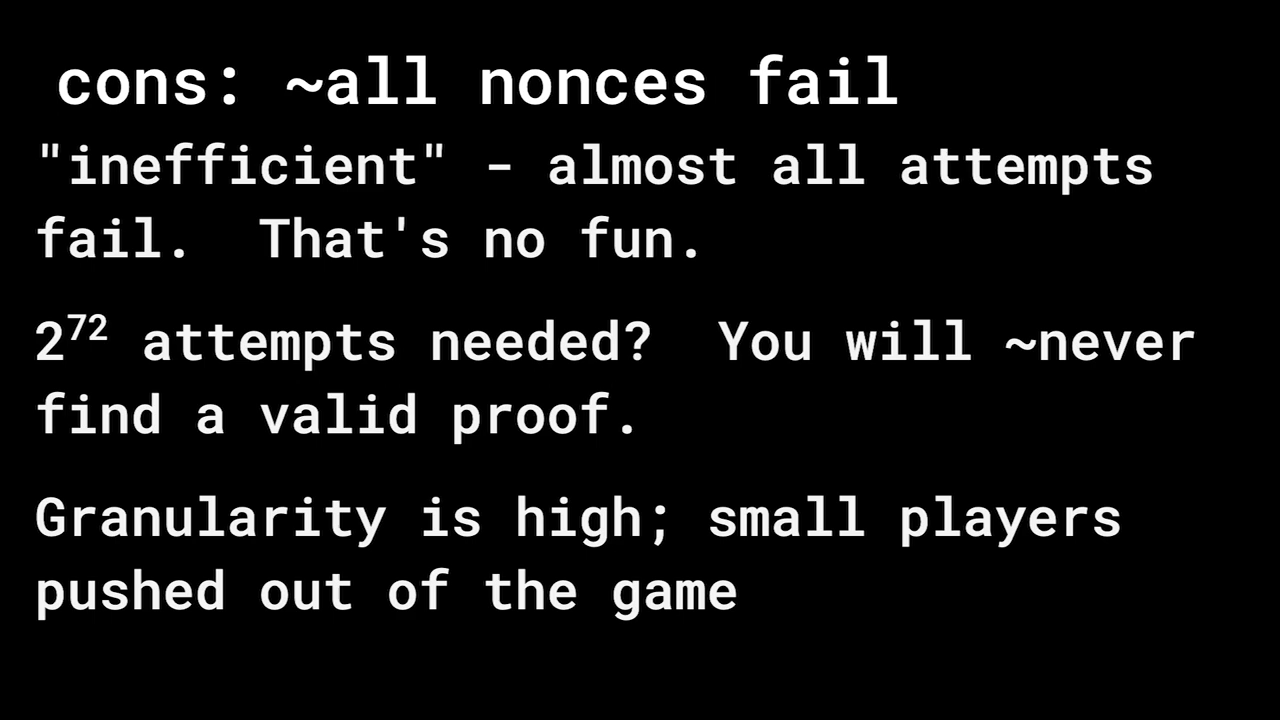 cons: ~all nonces fail
"inefficient" - almost all attempts
fail.  That's no fun.
2⁷² attempts needed?  You will ~never
find a valid proof.
Granularity is high; small players
pushed out of the game